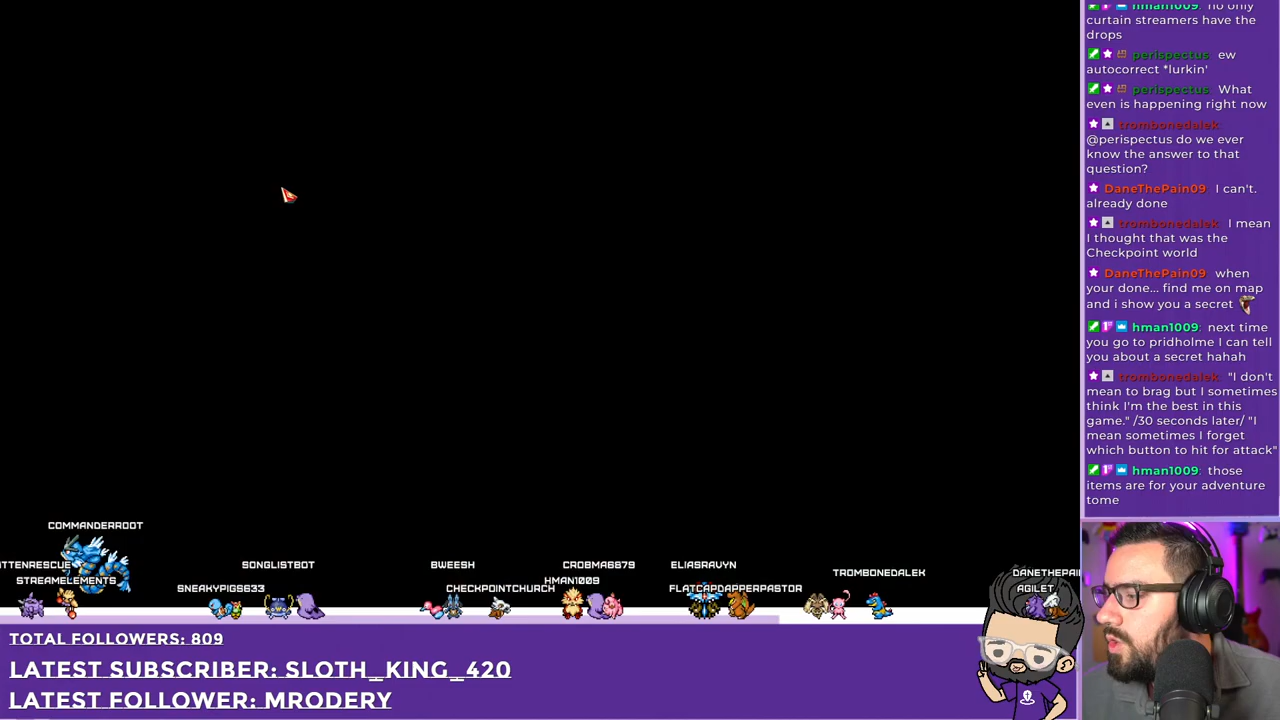 hman1009: no only
curtain streamers have the
drops
perispectus: ew
autocorrect *lurkin'
perispectus: What
even is happening right now
trombonedalek:
@perispectus do we ever
know the answer to that
question?
DaneThePain09: I can't.
already done
trombonedalek: I mean
I thought that was the
Checkpoint world
DaneThePain09: when
your done... find me on map
and i show you a secret
hman1009: next time
you go to pridholme I can tell
you about a secret hahah
trombonedalek: "I don't
mean to brag but I sometimes
think I'm the best in this
game." /30 seconds later/ "I
mean sometimes I forget
which button to hit for attack"
hman1009: those
items are for your adventure
tome
COMMANDERROOT
TTENRESCUE
STREAMELEMENTS
SONGLISTBOT
SNEAKYPIGS633
BWEESH
CHECKPOINTCHURCH
CROBMA6679
HMAN1009
ELIASRAVYN
FLATCAPDAPPERPASTOR
TROMBONEDALEK
DANETHEPAI
AGILET
TOTAL FOLLOWERS: 809
LATEST SUBSCRIBER: SLOTH_KING_420
LATEST FOLLOWER: MRODERY